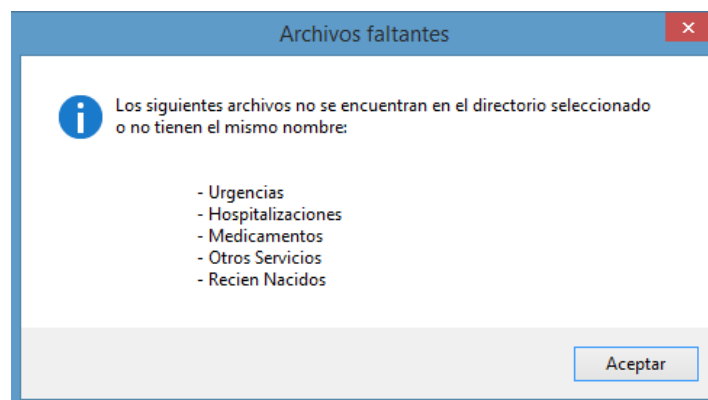 Archivos faltantes
Los siguientes archivos no se encuentran en el directorio seleccionado
o no tienen el mismo nombre:
- Urgencias
- Hospitalizaciones
- Medicamentos
- Otros Servicios
- Recien Nacidos
Aceptar